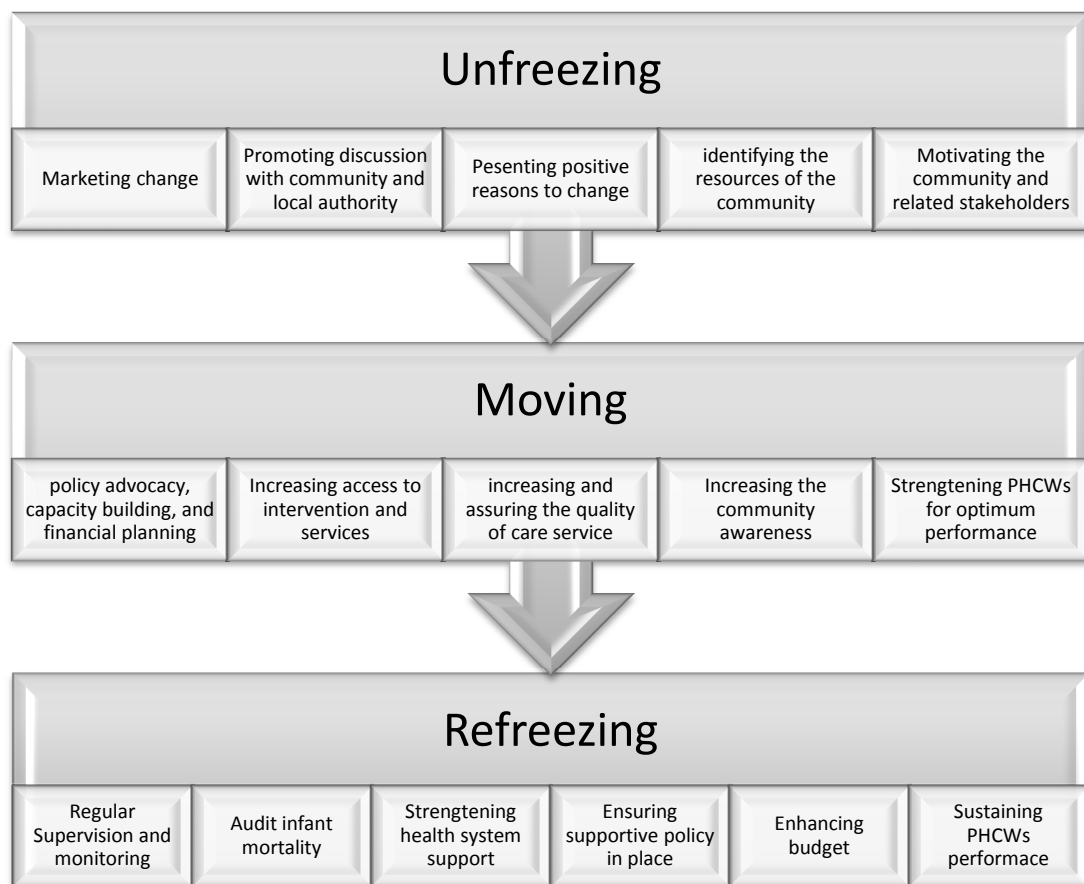 Unfreezing
Marketing change
Promoting discussion
with community and
local authority
Pesenting positive
reasons to change
identifying the
resources of the
community
Motivating the
community and
related stakeholders
Moving
policy advocacy,
capacity building, and
financial planning
Increasing access to
intervention and
services
increasing and
assuring the quality
of care service
Increasing the
community
awareness
Strengtening PHCWs
for optimum
performance
Refreezing
Regular
Supervision and
monitoring
Audit infant
mortality
Strengtening
health system
support
Ensuring
supportive policy
in place
Enhancing
budget
Sustaining
PHCWs
performace